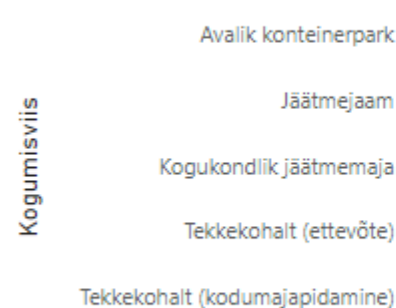 Kogumisviis
Avalik konteinerpark
Jäätmejaam
Kogukondlik jäätmemaja
Tekkekohalt (ettevõte)
Tekkekohalt (kodumajapidamine)